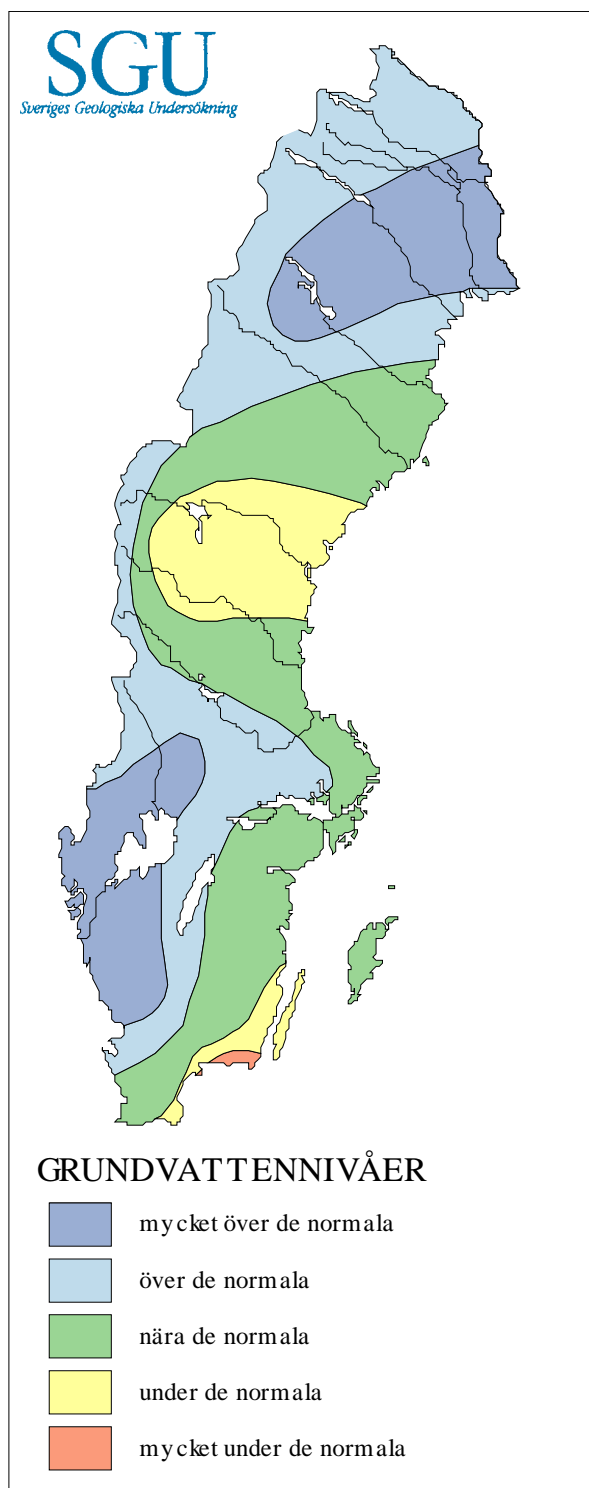 SGU
Sveriges Geologiska Undersökning
GRUNDVATTENNIVÅER
mycket över de normala
över de normala
nära de normala
under de normala
mycket under de normala